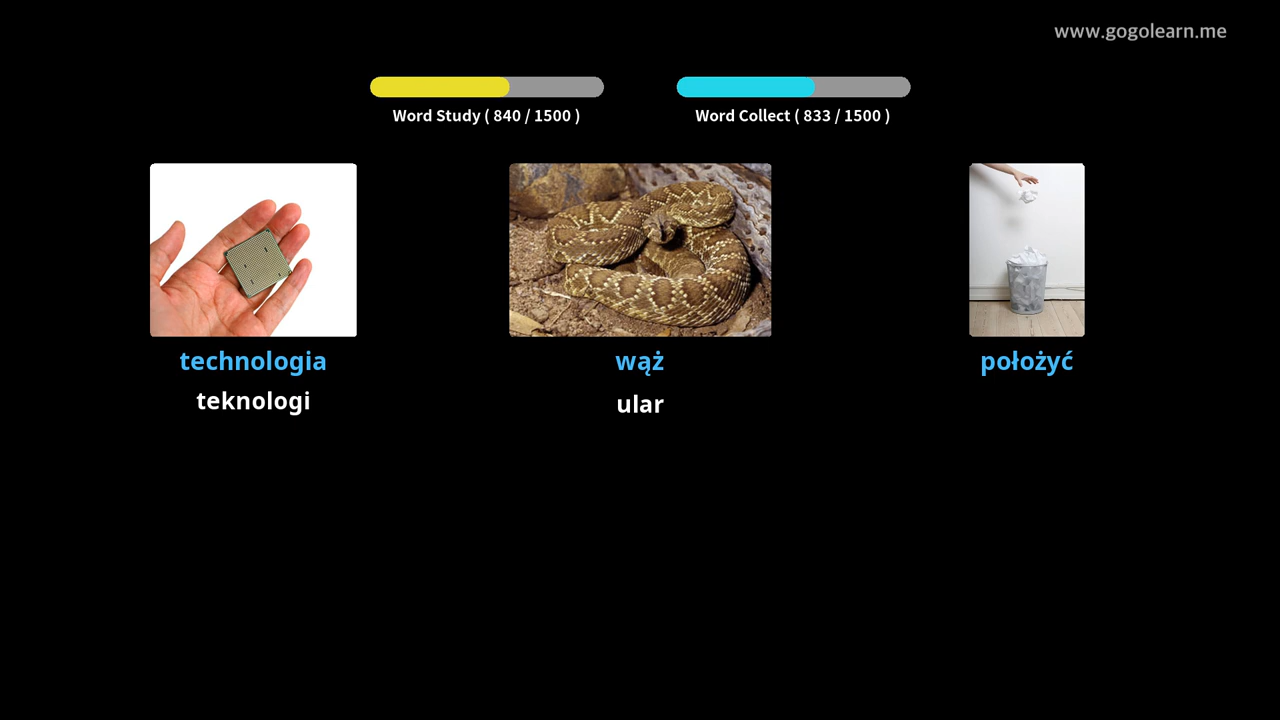 www.gogolearn.me
Word Study ( 840 / 1500 )
Word Collect ( 833 / 1500 )
technologia
wąż
położyć
teknologi
ular